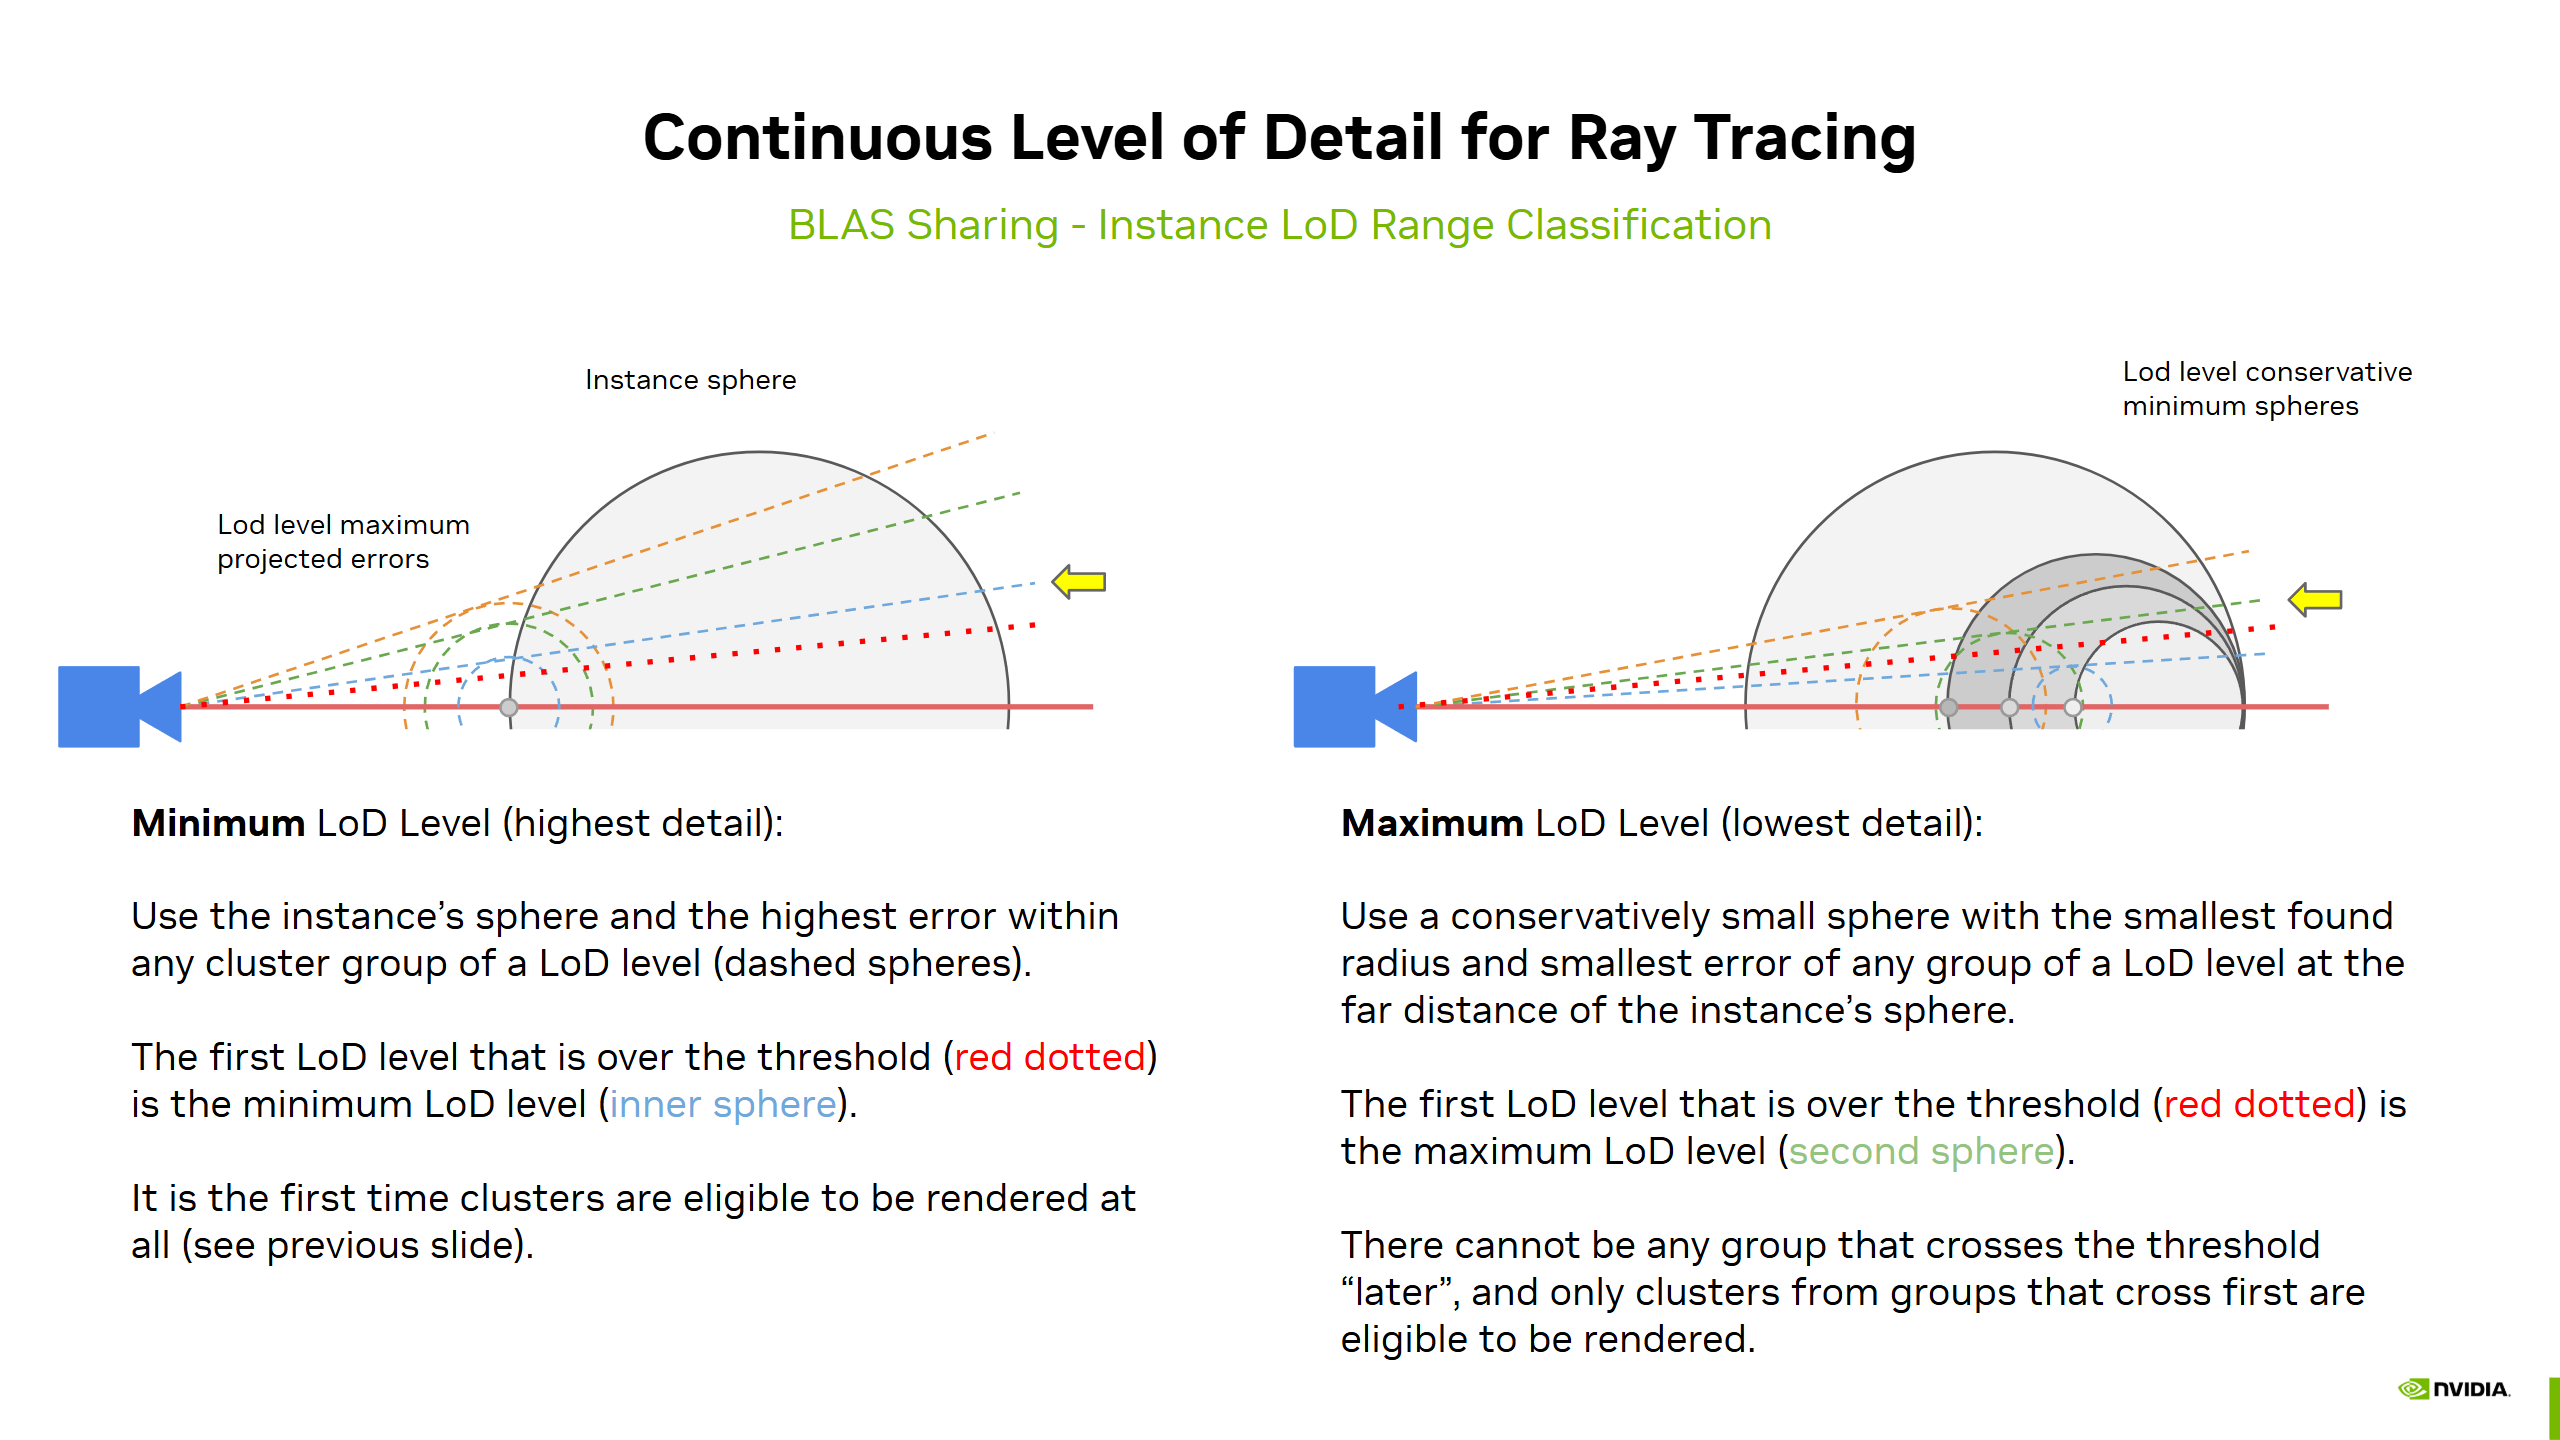 Continuous Level of Detail for Ray Tracing
BLAS Sharing - Instance LoD Range Classification
Instance sphere
Lod level maximum
projected errors
Lod level conservative
minimum spheres
Minimum LoD Level (highest detail):
Use the instance’s sphere and the highest error within
any cluster group of a LoD level (dashed spheres).
The first LoD level that is over the threshold (red dotted)
is the minimum LoD level (inner sphere).
It is the first time clusters are eligible to be rendered at
all (see previous slide).
Maximum LoD Level (lowest detail):
Use a conservatively small sphere with the smallest found
radius and smallest error of any group of a LoD level at the
far distance of the instance’s sphere.
The first LoD level that is over the threshold (red dotted) is
the maximum LoD level (second sphere).
There cannot be any group that crosses the threshold
“later”, and only clusters from groups that cross first are
eligible to be rendered.
NVIDIA.